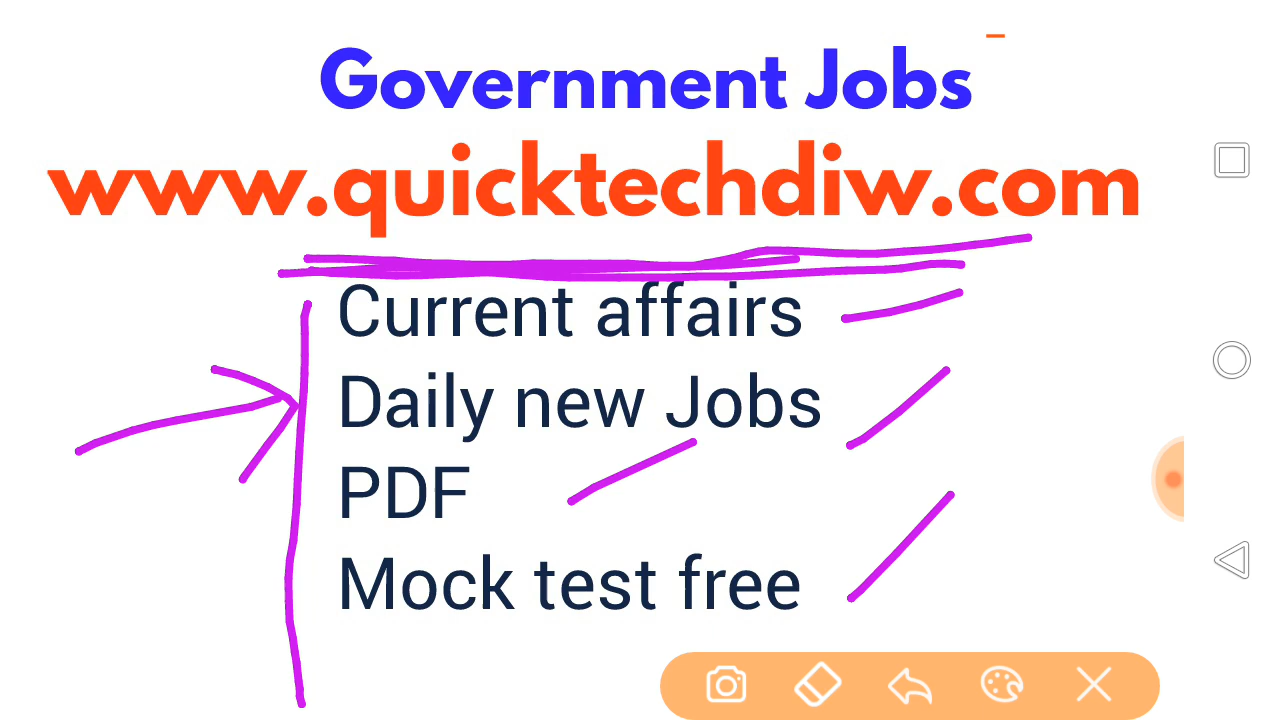 Government Jobs
www.quicktechdiw.com
Current affairs
Daily new Jobs
PDF
Mock test free